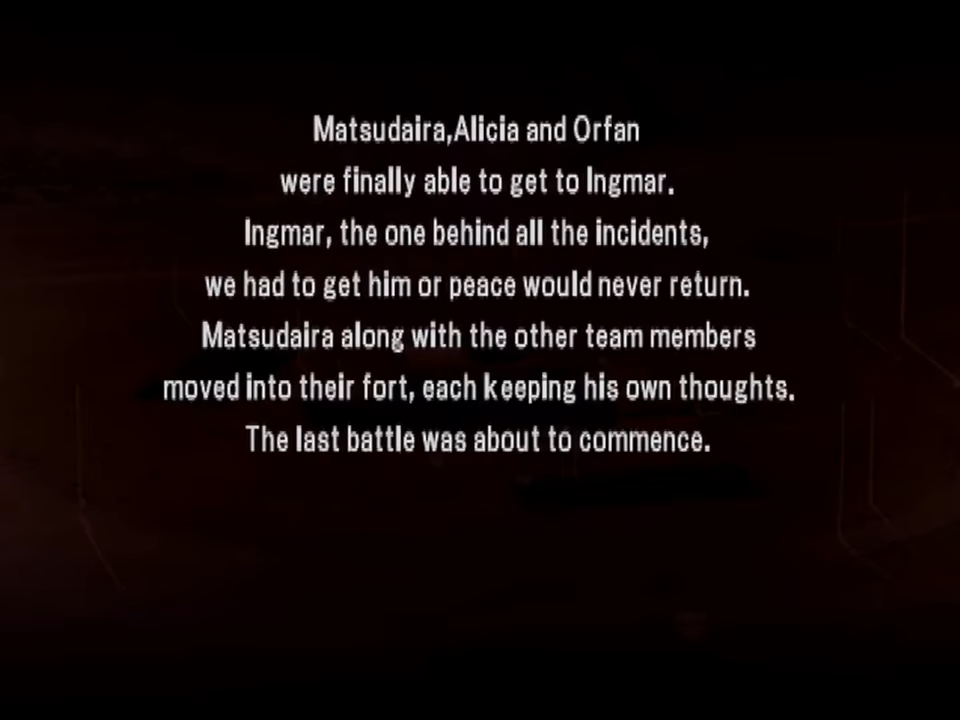 Matsudaira,Alicia and Orfan
were finally able to get to Ingmar.
Ingmar, the one behind all the incidents,
we had to get him or peace would never return.
Matsudaira along with the other team members
moved into their fort, each keeping his own thoughts.
The last battle was about to commence.